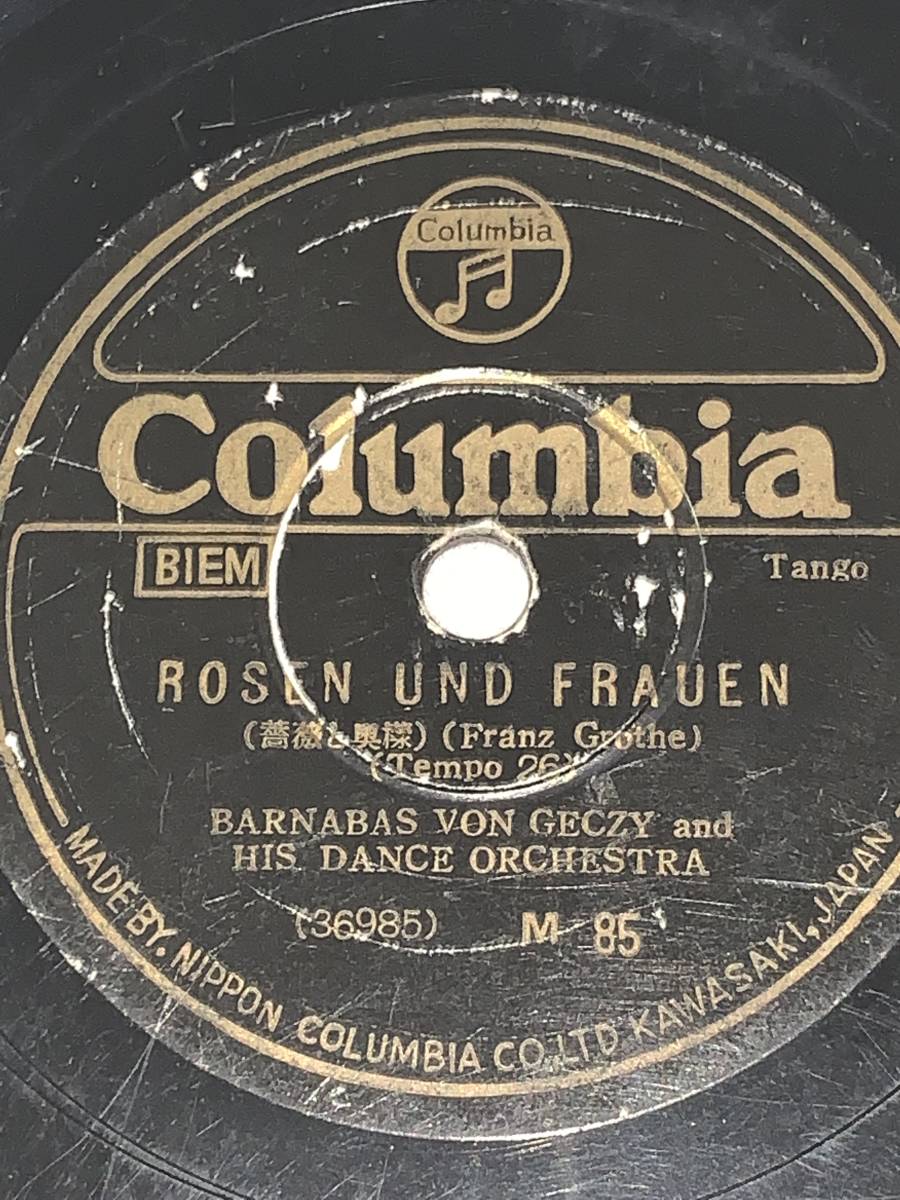 Columbia
Columbia
BIEM
Tango
ROSEN UND FRAUEN
(薔薇と奥様) (Franz Grothe)
(Tempo 26)
BARNABAS VON GECZY and
HIS DANCE ORCHESTRA
(36985) M 85
MADE BY. NIPPON COLUMBIA CO. LTD KAWASAKI, JAPAN